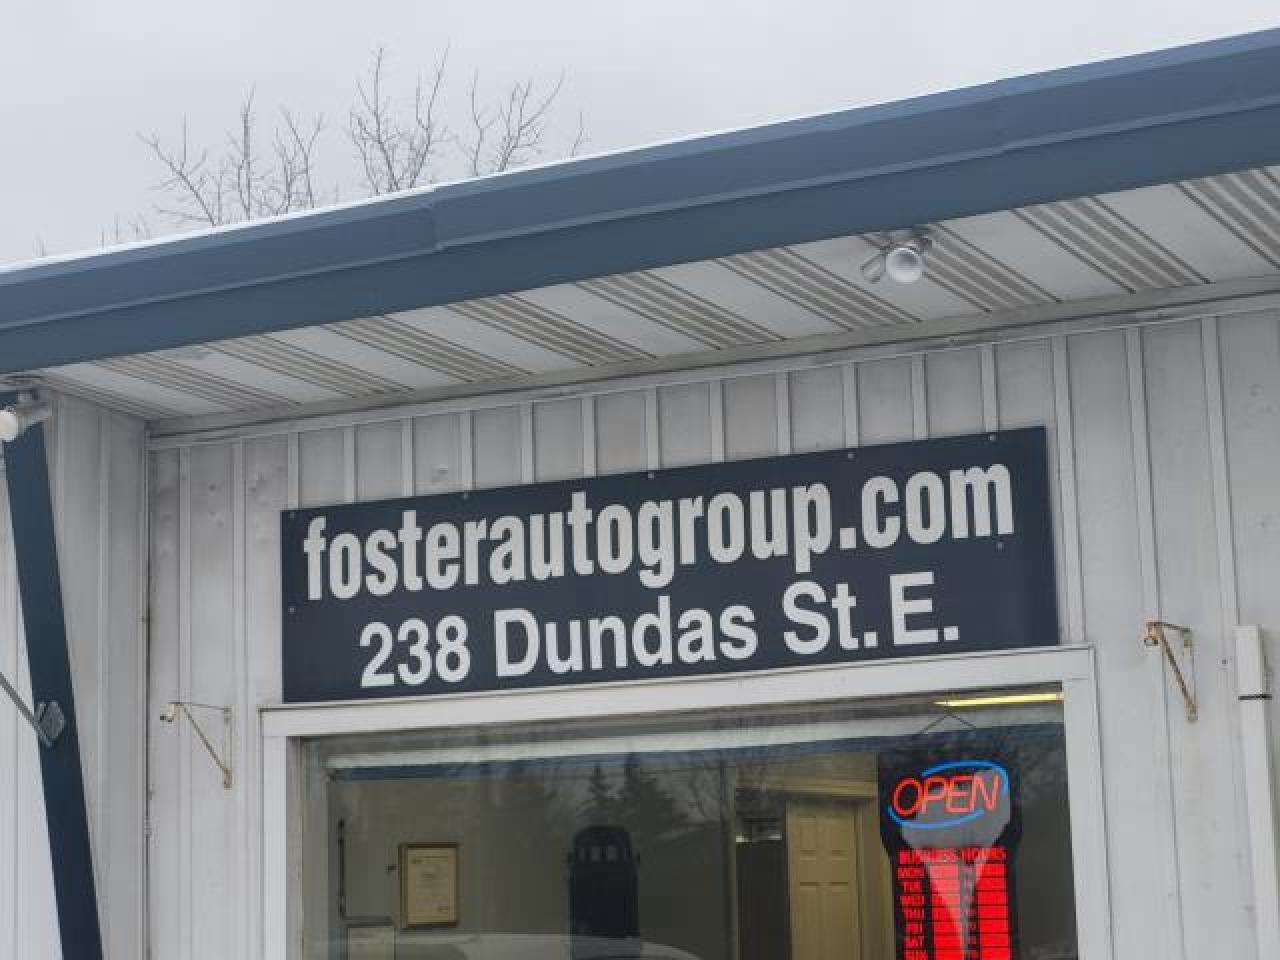 fosterautogroup.com
238 Dundas St. E.
OPEN
BUSINESS HOURS
MON
TUE
WED
THU
FRI
SAT
SUN